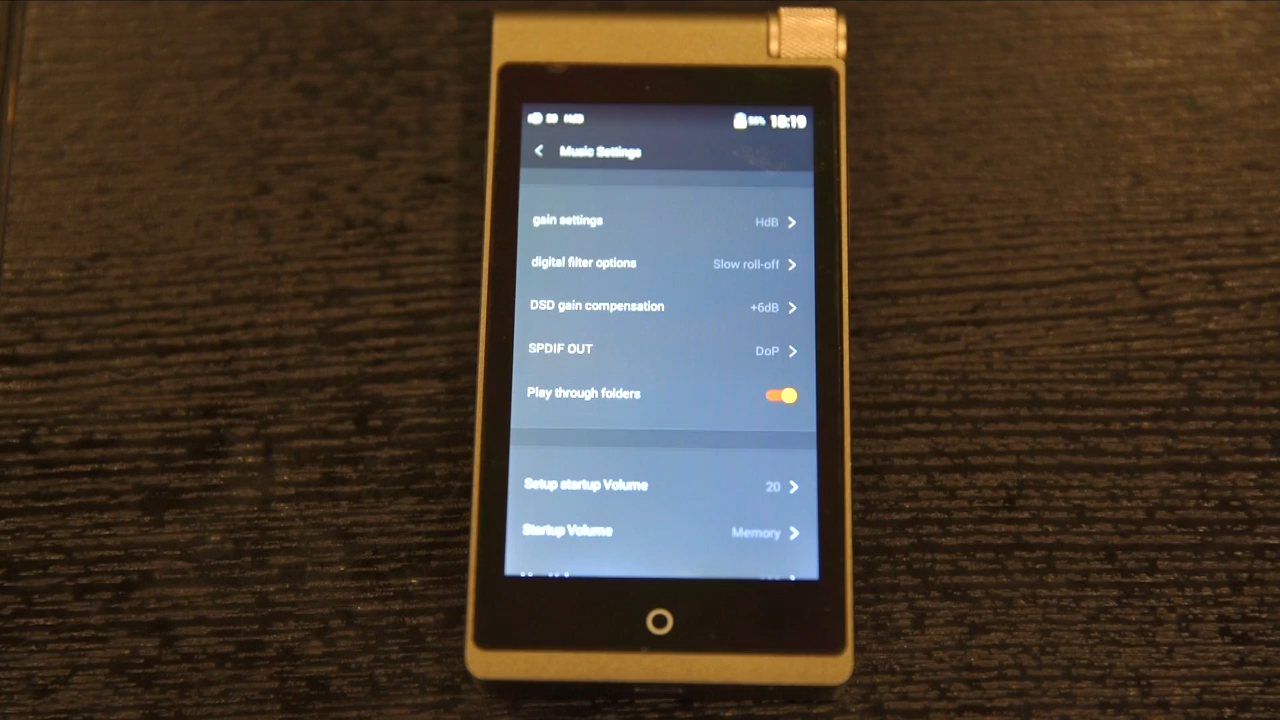 18:19
Music Settings
gain settings HdB
digital filter options Slow roll-off
DSD gain compensation +6dB
SPDIF OUT DoP
Play through folders
Setup startup Volume 20
Startup Volume Memory